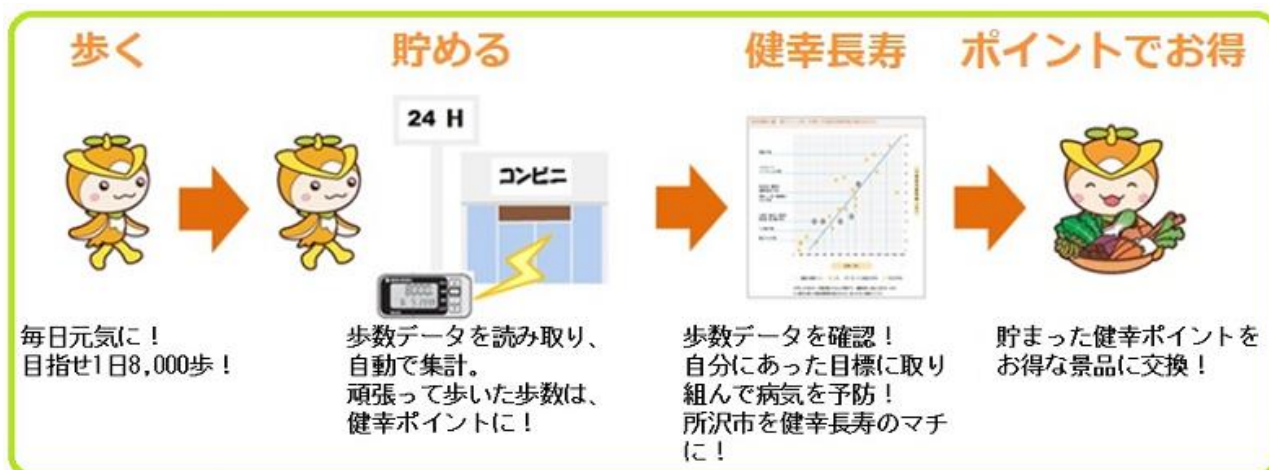 歩く
貯める
健幸長寿
ポイントでお得
24 H
コンビニ
毎日元気に！
目指せ1日8,000歩！
歩数データを読み取り、
自動で集計。
頑張って歩いた歩数は、
健幸ポイントに！
歩数データを確認！
自分にあった目標に取り
組んで病気を予防！
所沢市を健幸長寿のマチ
に！
貯まった健幸ポイントを
お得な景品に交換！